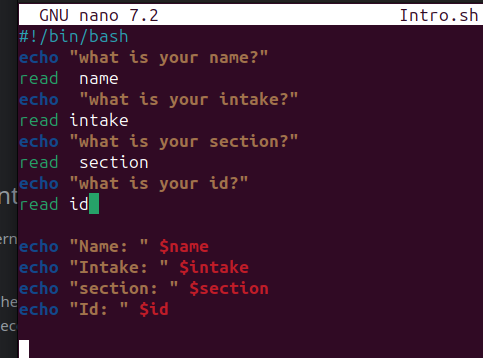 GNU nano 7.2 Intro.sh
#!/bin/bash
echo "what is your name?"
read  name
echo  "what is your intake?"
read intake
echo "what is your section?"
read  section
echo "what is your id?"
read id
echo "Name: " $name
echo "Intake: " $intake
echo "section: " $section
echo "Id: " $id